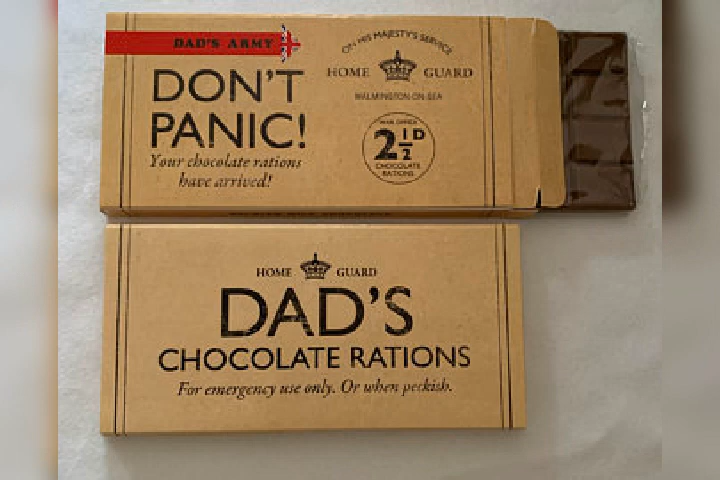 DAD'S ARMY
DON'T
PANIC!
Your chocolate rations
have arrived!
ON HIS MAJESTY'S SERVICE
HOME GUARD
WALMINGTON-ON-SEA
2½D
CHOCOLATE
RATIONS
HOME GUARD
DAD'S
CHOCOLATE RATIONS
For emergency use only. Or when peckish.